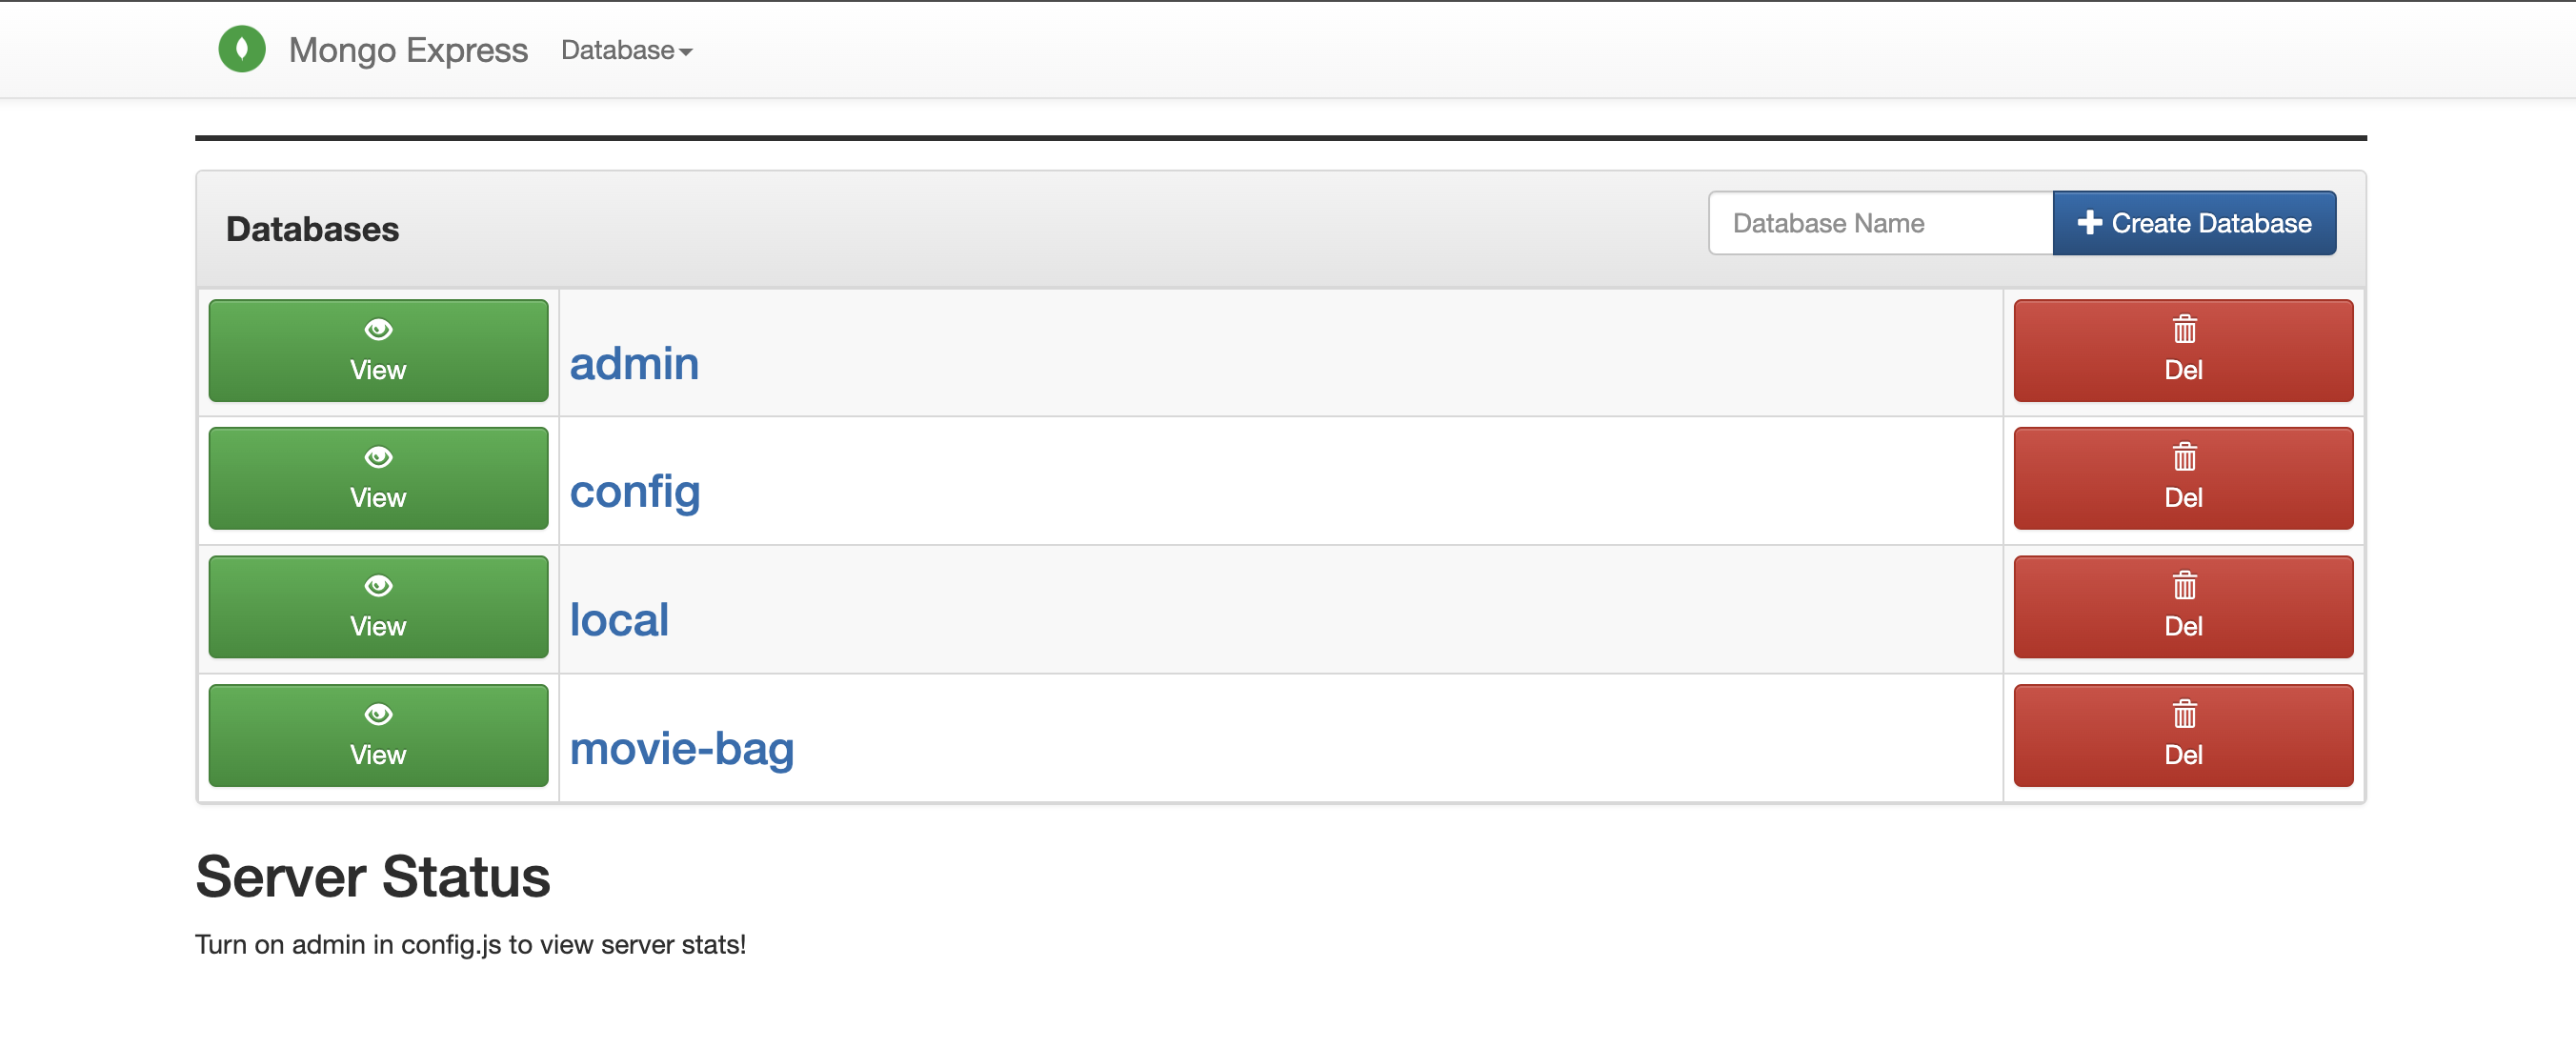 Mongo Express Database
Databases
Database Name Create Database
View admin Del
View config Del
View local Del
View movie-bag Del
Server Status
Turn on admin in config.js to view server stats!